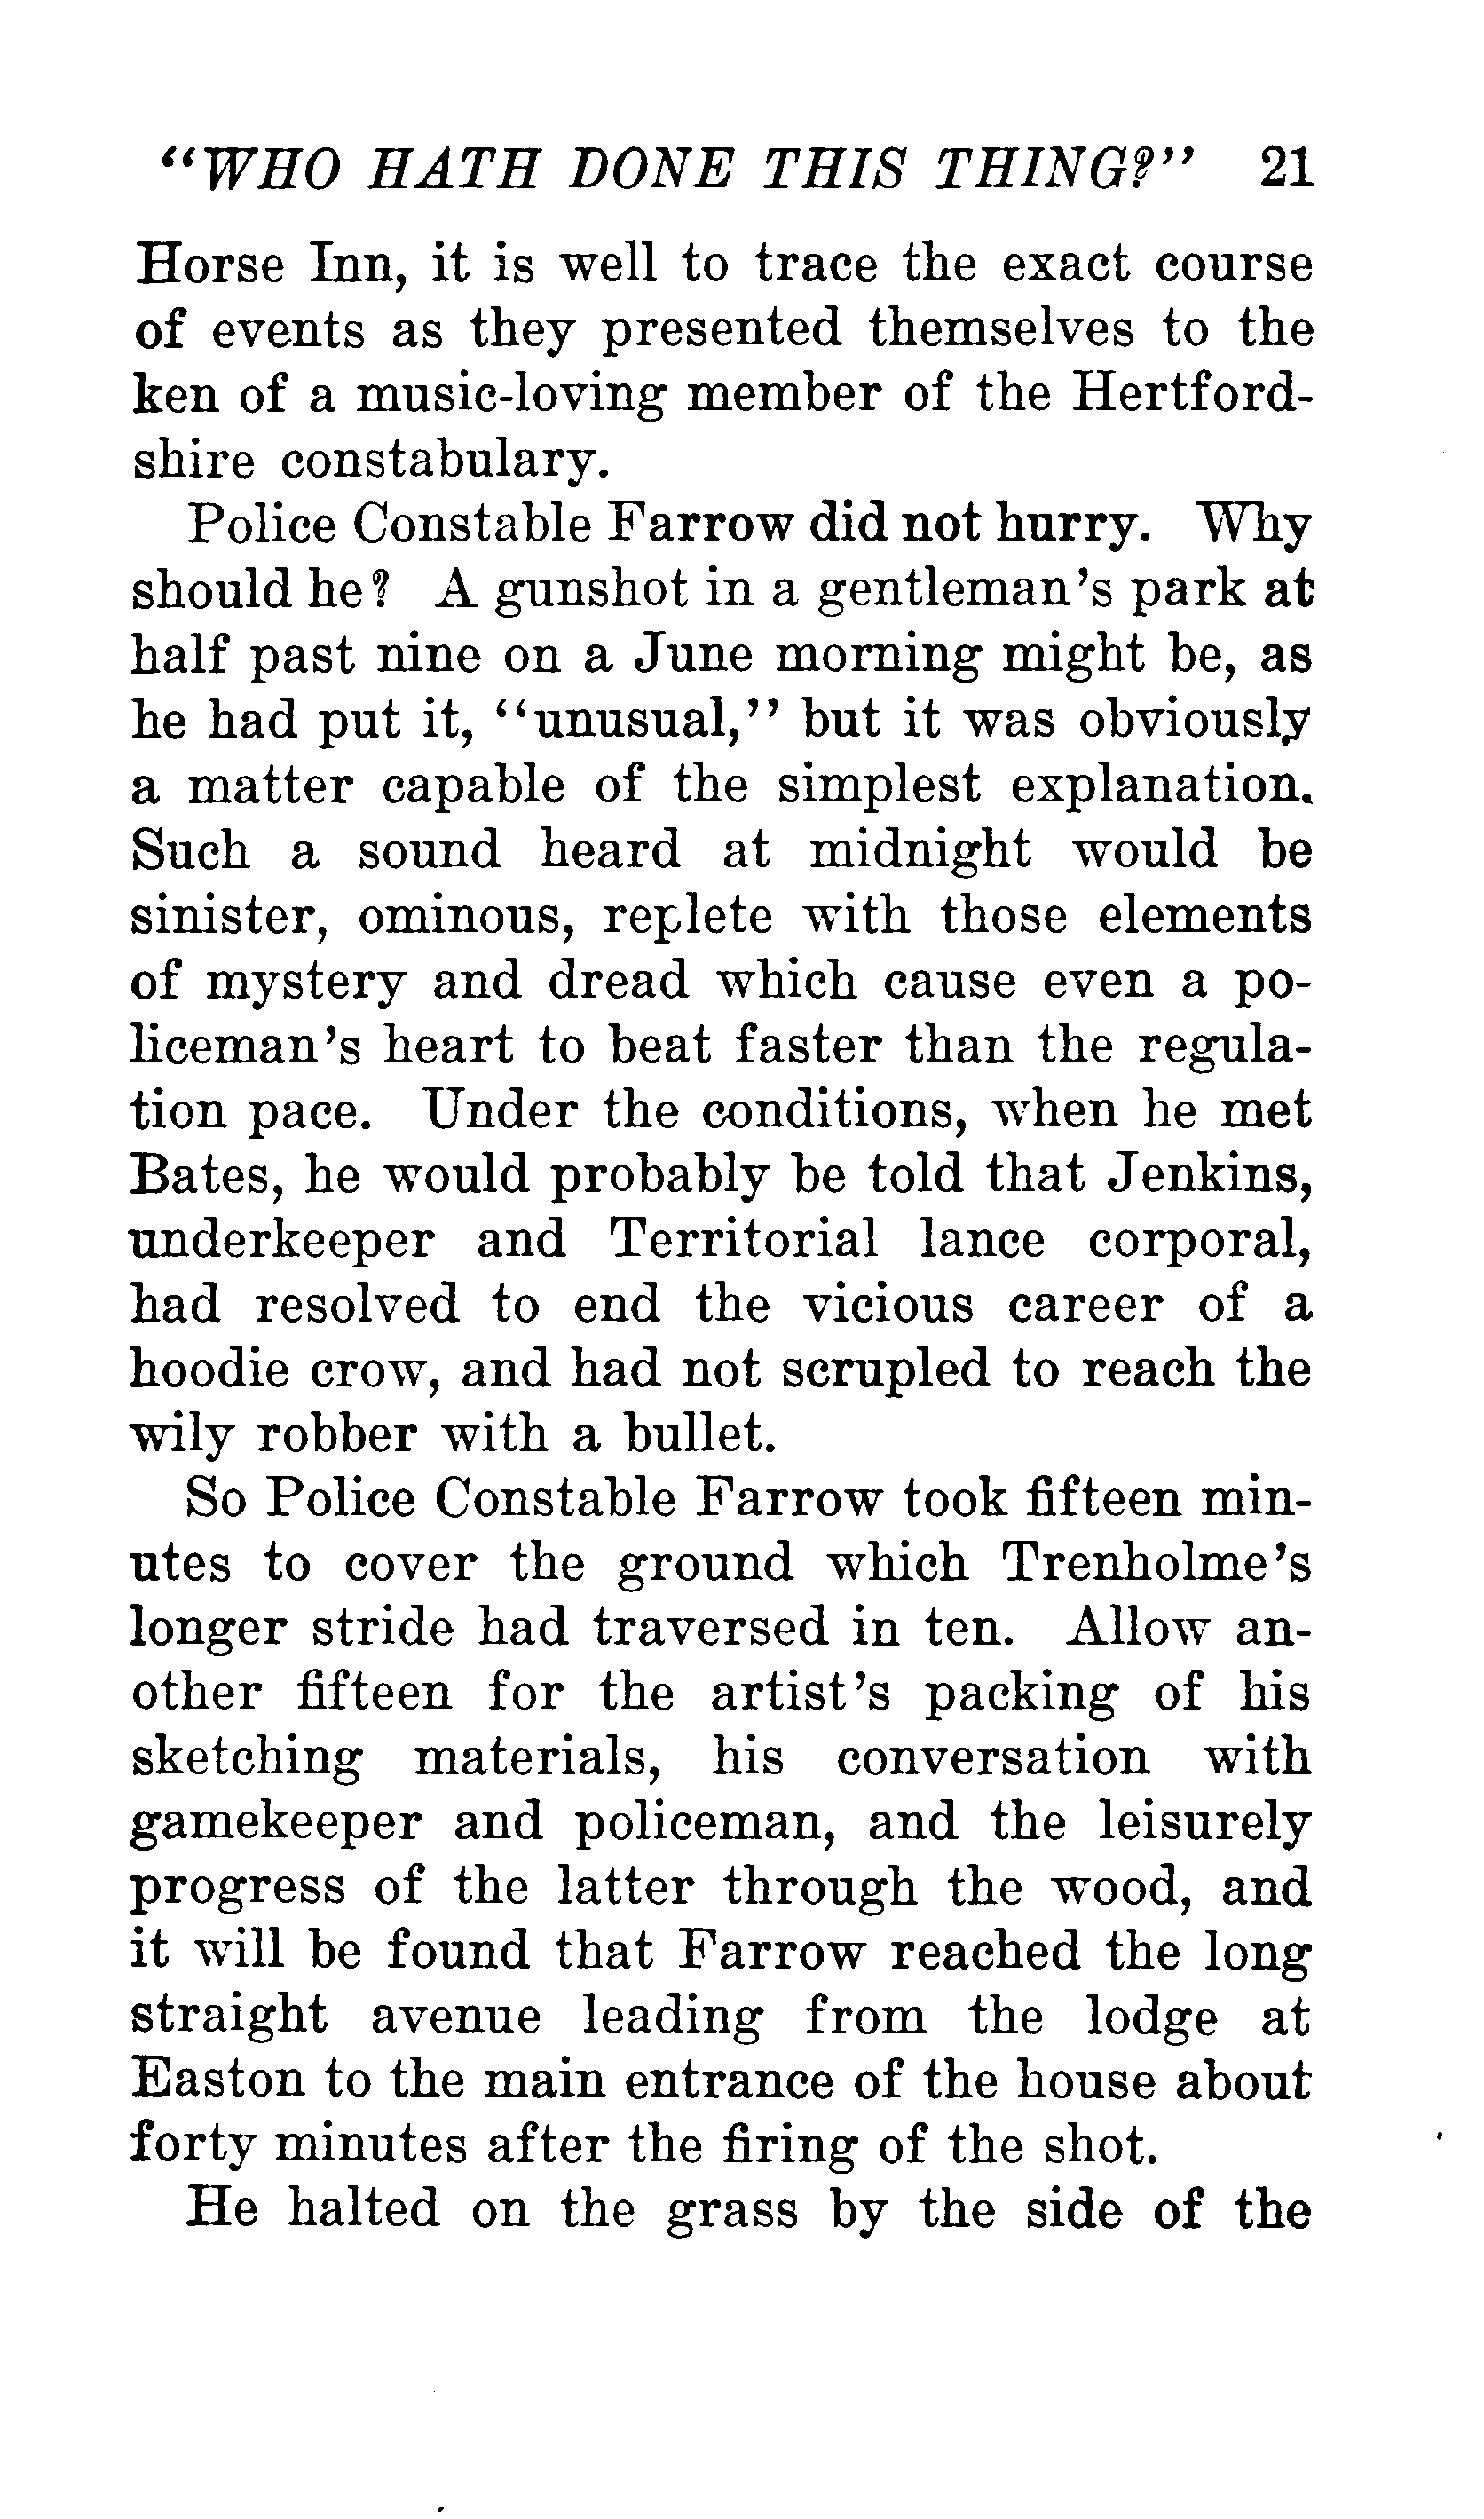 "WHO HATH DONE THIS THING?" 21
Horse Inn, it is well to trace the exact course
of events as they presented themselves to the
ken of a music-loving member of the Hertford-
shire constabulary.
Police Constable Farrow did not hurry. Why
should he? A gunshot in a gentleman's park at
half past nine on a June morning might be, as
he had put it, "unusual," but it was obviously
a matter capable of the simplest explanation.
Such a sound heard at midnight would be
sinister, ominous, replete with those elements
of mystery and dread which cause even a po-
liceman's heart to beat faster than the regula-
tion pace. Under the conditions, when he met
Bates, he would probably be told that Jenkins,
underkeeper and Territorial lance corporal,
had resolved to end the vicious career of a
hoodie crow, and had not scrupled to reach the
wily robber with a bullet.
So Police Constable Farrow took fifteen min-
utes to cover the ground which Trenholme's
longer stride had traversed in ten. Allow an-
other fifteen for the artist's packing of his
sketching materials, his conversation with
gamekeeper and policeman, and the leisurely
progress of the latter through the wood, and
it will be found that Farrow reached the long
straight avenue leading from the lodge at
Easton to the main entrance of the house about
forty minutes after the firing of the shot.
He halted on the grass by the side of the